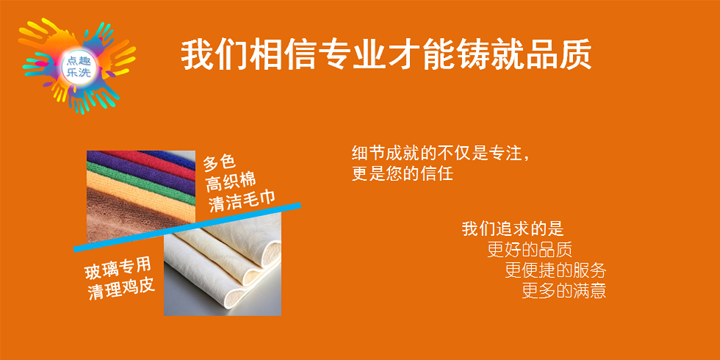 点趣
乐洗
我们相信专业才能铸就品质
多色
高织棉
清洁毛巾
玻璃专用
清理鸡皮
细节成就的不仅是专注，
更是您的信任
我们追求的是
更好的品质
更便捷的服务
更多的满意